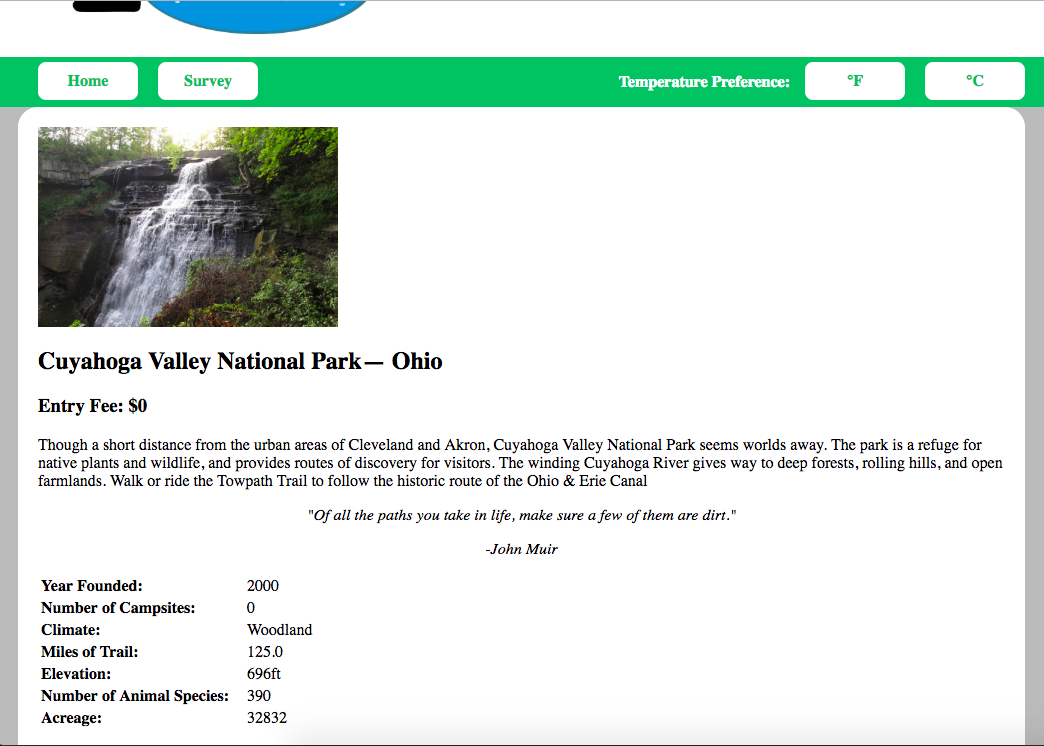 Home Survey Temperature Preference: °F °C
Cuyahoga Valley National Park— Ohio
Entry Fee: $0
Though a short distance from the urban areas of Cleveland and Akron, Cuyahoga Valley National Park seems worlds away. The park is a refuge for
native plants and wildlife, and provides routes of discovery for visitors. The winding Cuyahoga River gives way to deep forests, rolling hills, and open
farmlands. Walk or ride the Towpath Trail to follow the historic route of the Ohio & Erie Canal
"Of all the paths you take in life, make sure a few of them are dirt."
-John Muir
Year Founded: 2000
Number of Campsites: 0
Climate: Woodland
Miles of Trail: 125.0
Elevation: 696ft
Number of Animal Species: 390
Acreage: 32832